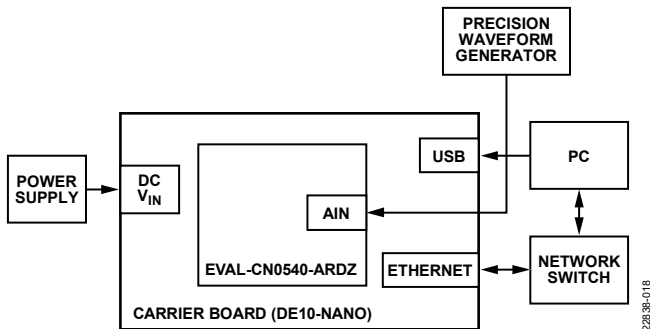 PRECISION
WAVEFORM
GENERATOR
POWER
SUPPLY
DC
VIN
AIN
EVAL-CN0540-ARDZ
CARRIER BOARD (DE10-NANO)
USB
ETHERNET
PC
NETWORK
SWITCH
22838-018